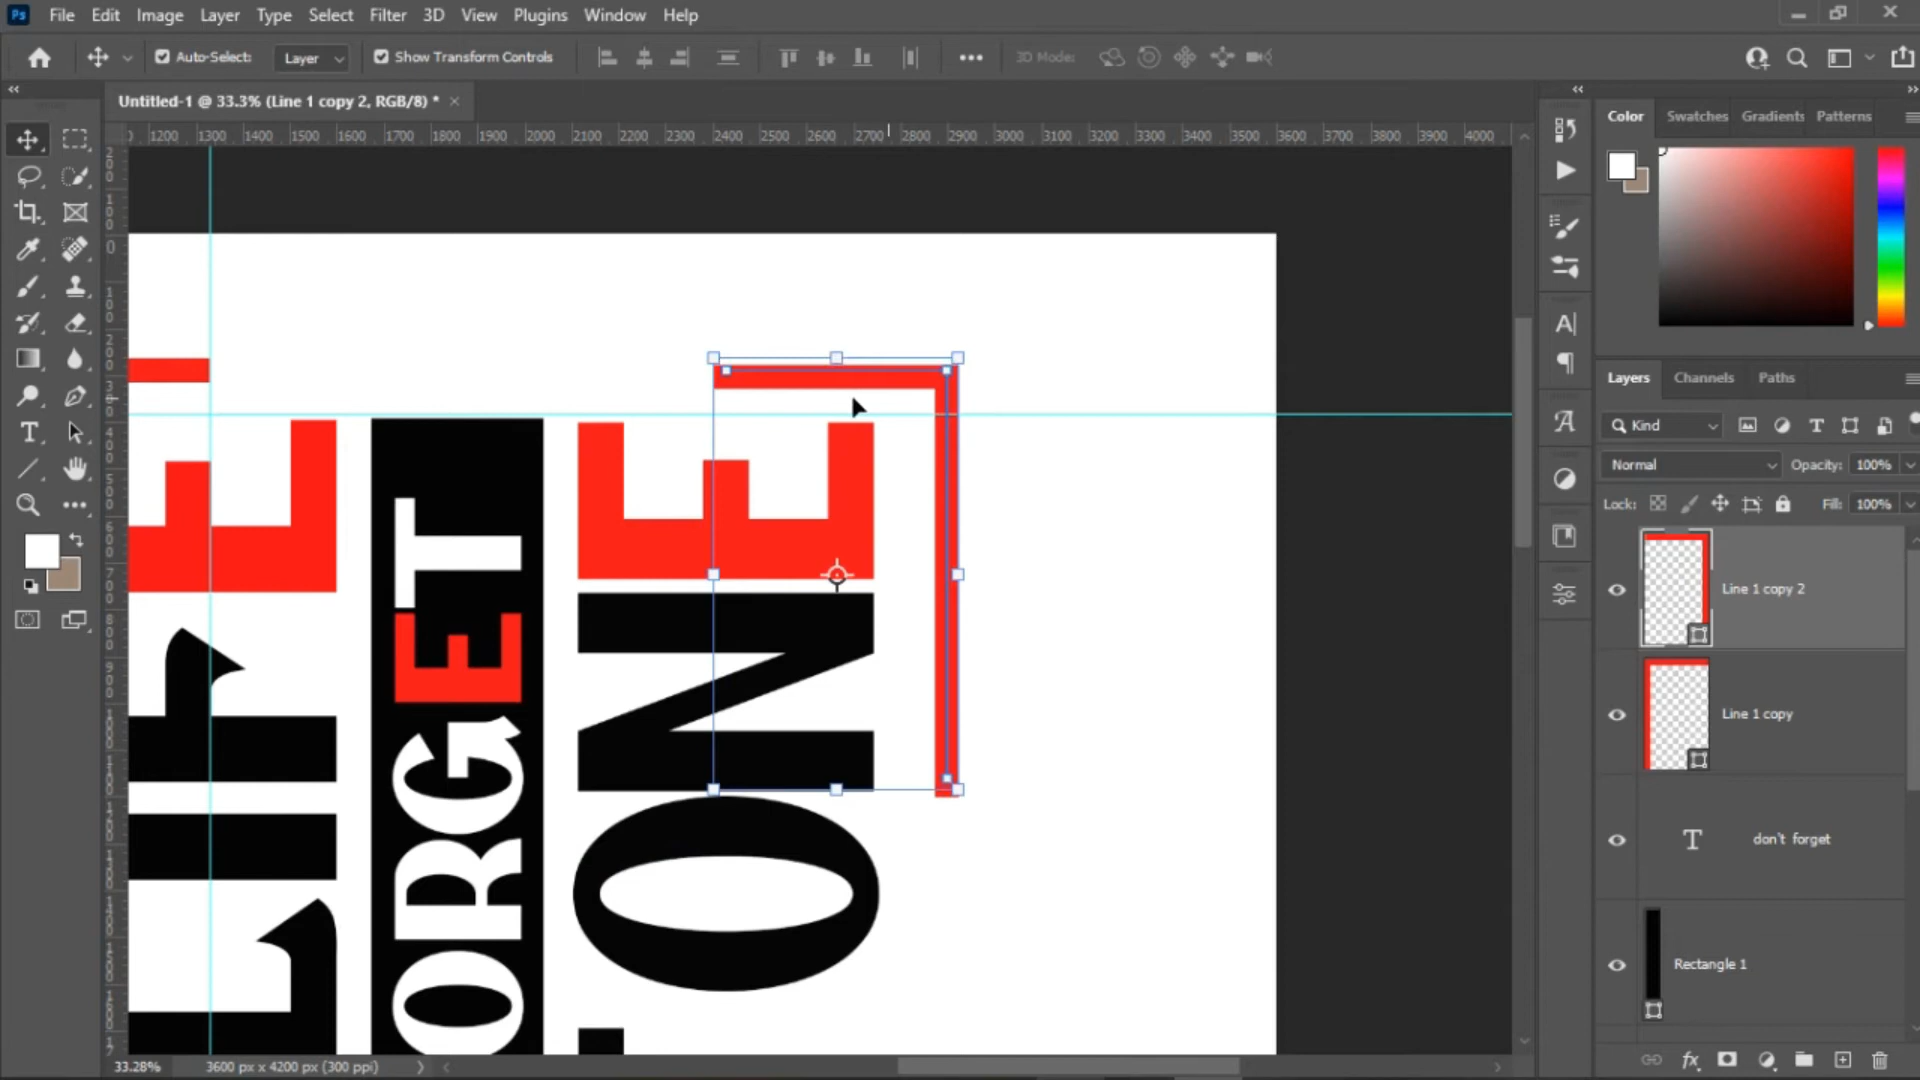 Ps File Edit Image Layer Type Select Filter 3D View Plugins Window Help
Auto-Select: Layer Show Transform Controls 3D Mode:
Untitled-1 @ 33.3% (Line 1 copy 2, RGB/8) *
1200 1300 1400 1500 1600 1700 1800 1900 2000 2100 2200 2300 2400 2500 2600 2700 2800 2900 3000 3100 3200 3300 3400 3500 3600 3700 3800 3900 4000
ORGET
ONE
Color Swatches Gradients Patterns
Layers Channels Paths
Kind
Normal Opacity: 100%
Lock: Fill: 100%
Line 1 copy 2
Line 1 copy
don't forget
Rectangle 1
33.28% 3600 px x 4200 px (300 ppi)